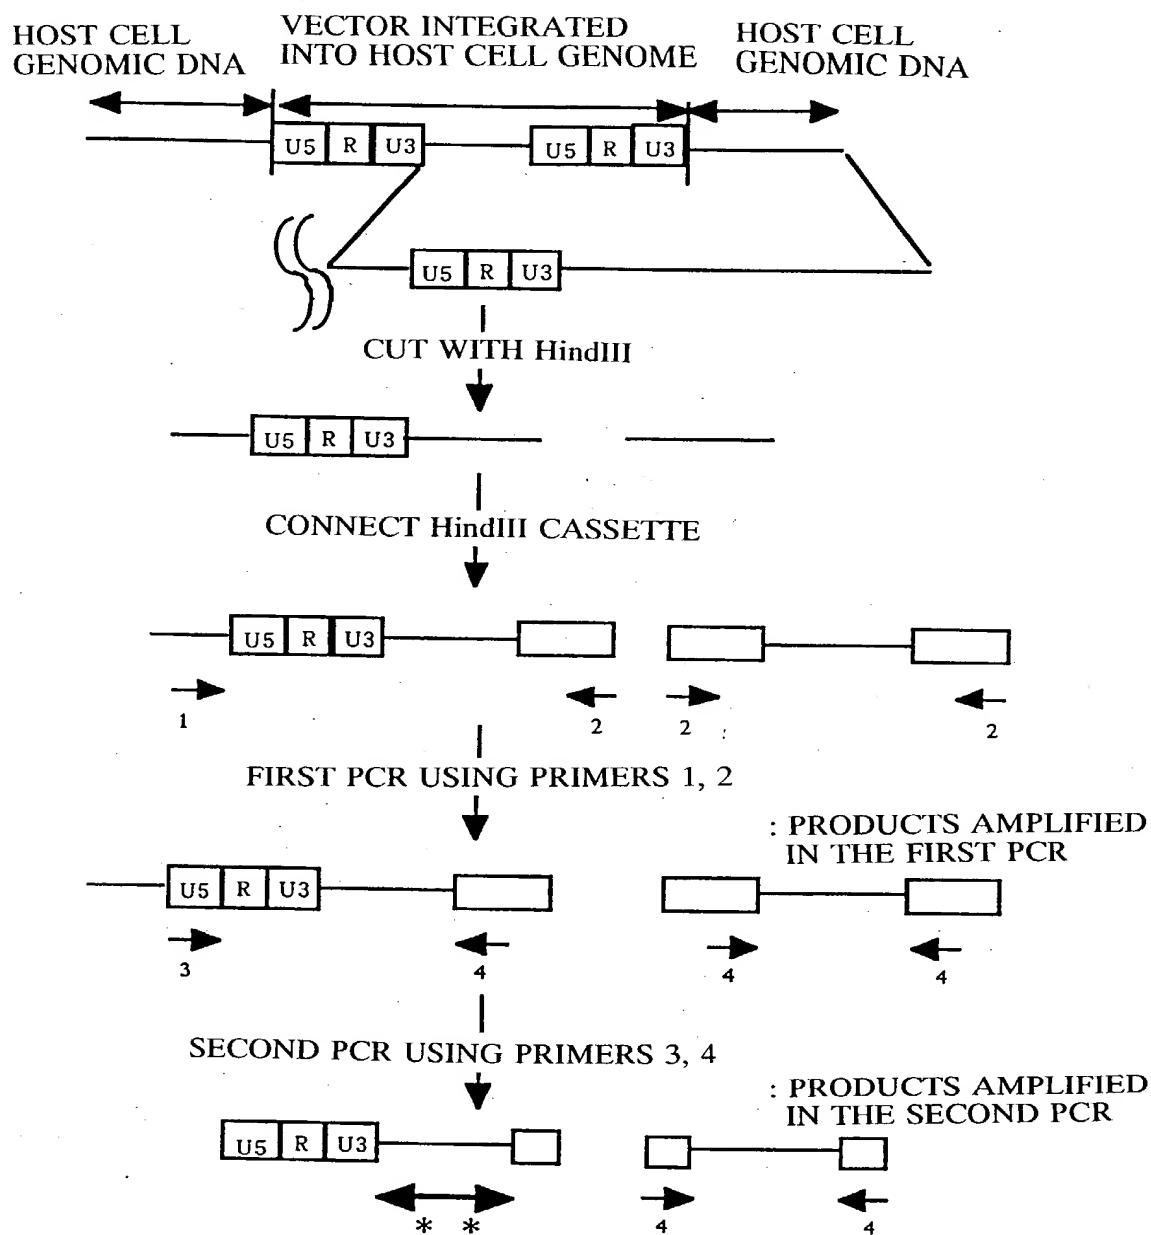 HOST CELL
GENOMIC DNA
VECTOR INTEGRATED
INTO HOST CELL GENOME
HOST CELL
GENOMIC DNA
U5 R U3 U5 R U3
U5 R U3
CUT WITH HindIII
U5 R U3
CONNECT HindIII CASSETTE
U5 R U3
1 2 2 2
FIRST PCR USING PRIMERS 1, 2
: PRODUCTS AMPLIFIED
IN THE FIRST PCR
U5 R U3
3 4 4 4
SECOND PCR USING PRIMERS 3, 4
: PRODUCTS AMPLIFIED
IN THE SECOND PCR
U5 R U3
* * 4 4